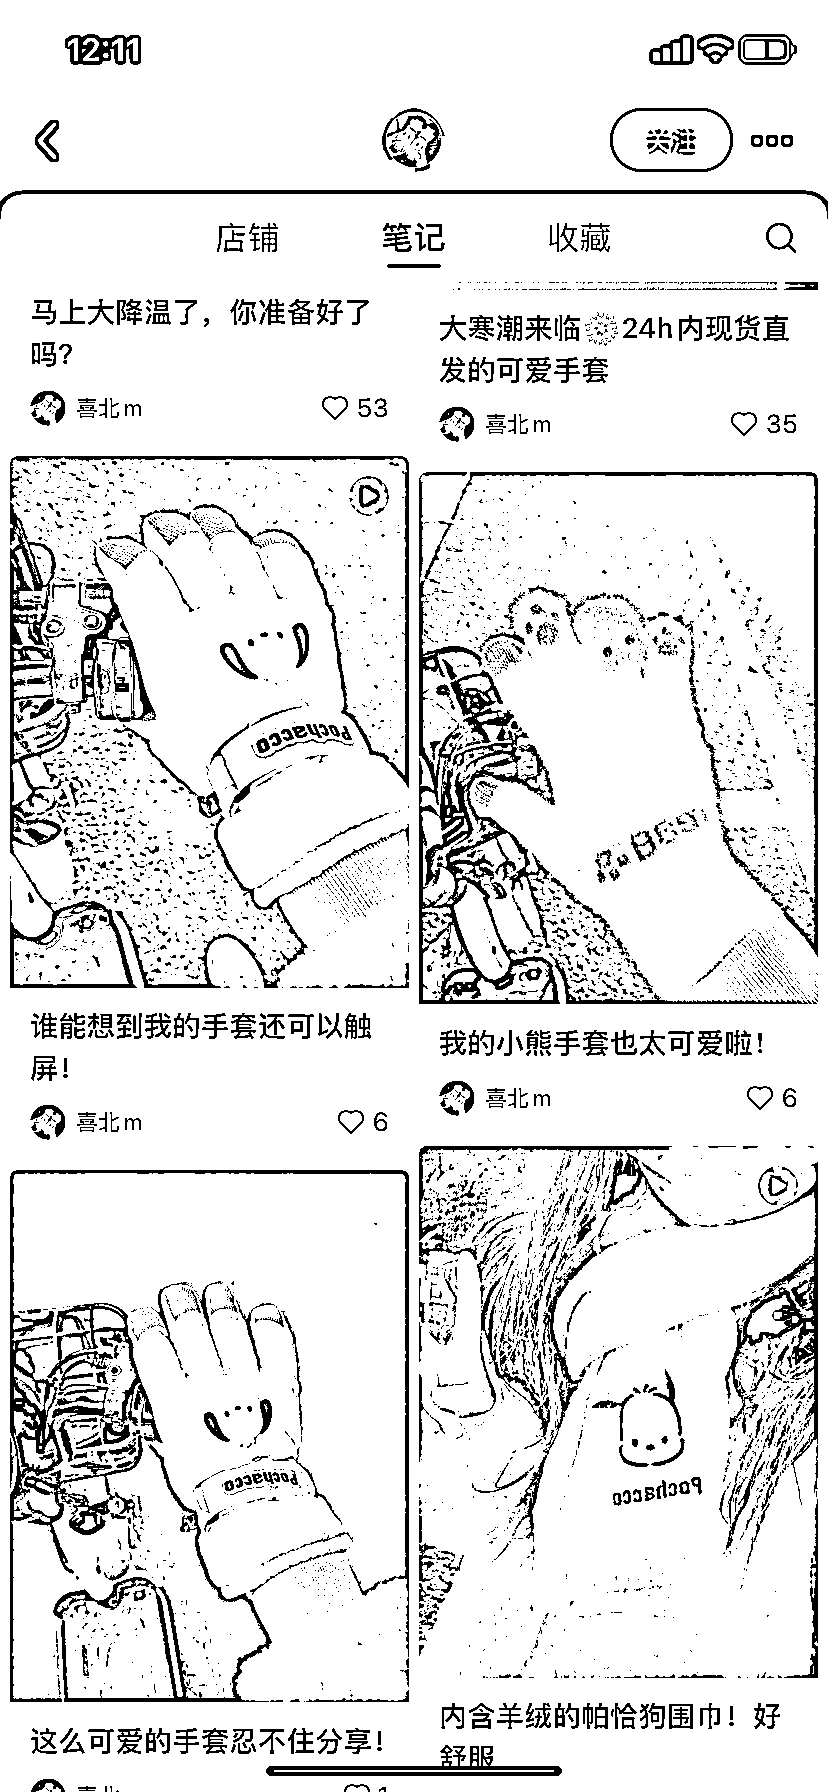 12:11
店铺
笔记
收藏
马上大降温了，你准备好了
吗？
喜北m
53
大寒潮来临24h内现货直
发的可爱手套
喜北m
35
Pochacco
谁能想到我的手套还可以触
屏！
喜北m
6
我的小熊手套也太可爱啦！
喜北m
6
Pochacco
这么可爱的手套忍不住分享！
喜北m
1
Pochacco
内含羊绒的帕恰狗围巾！好
舒服